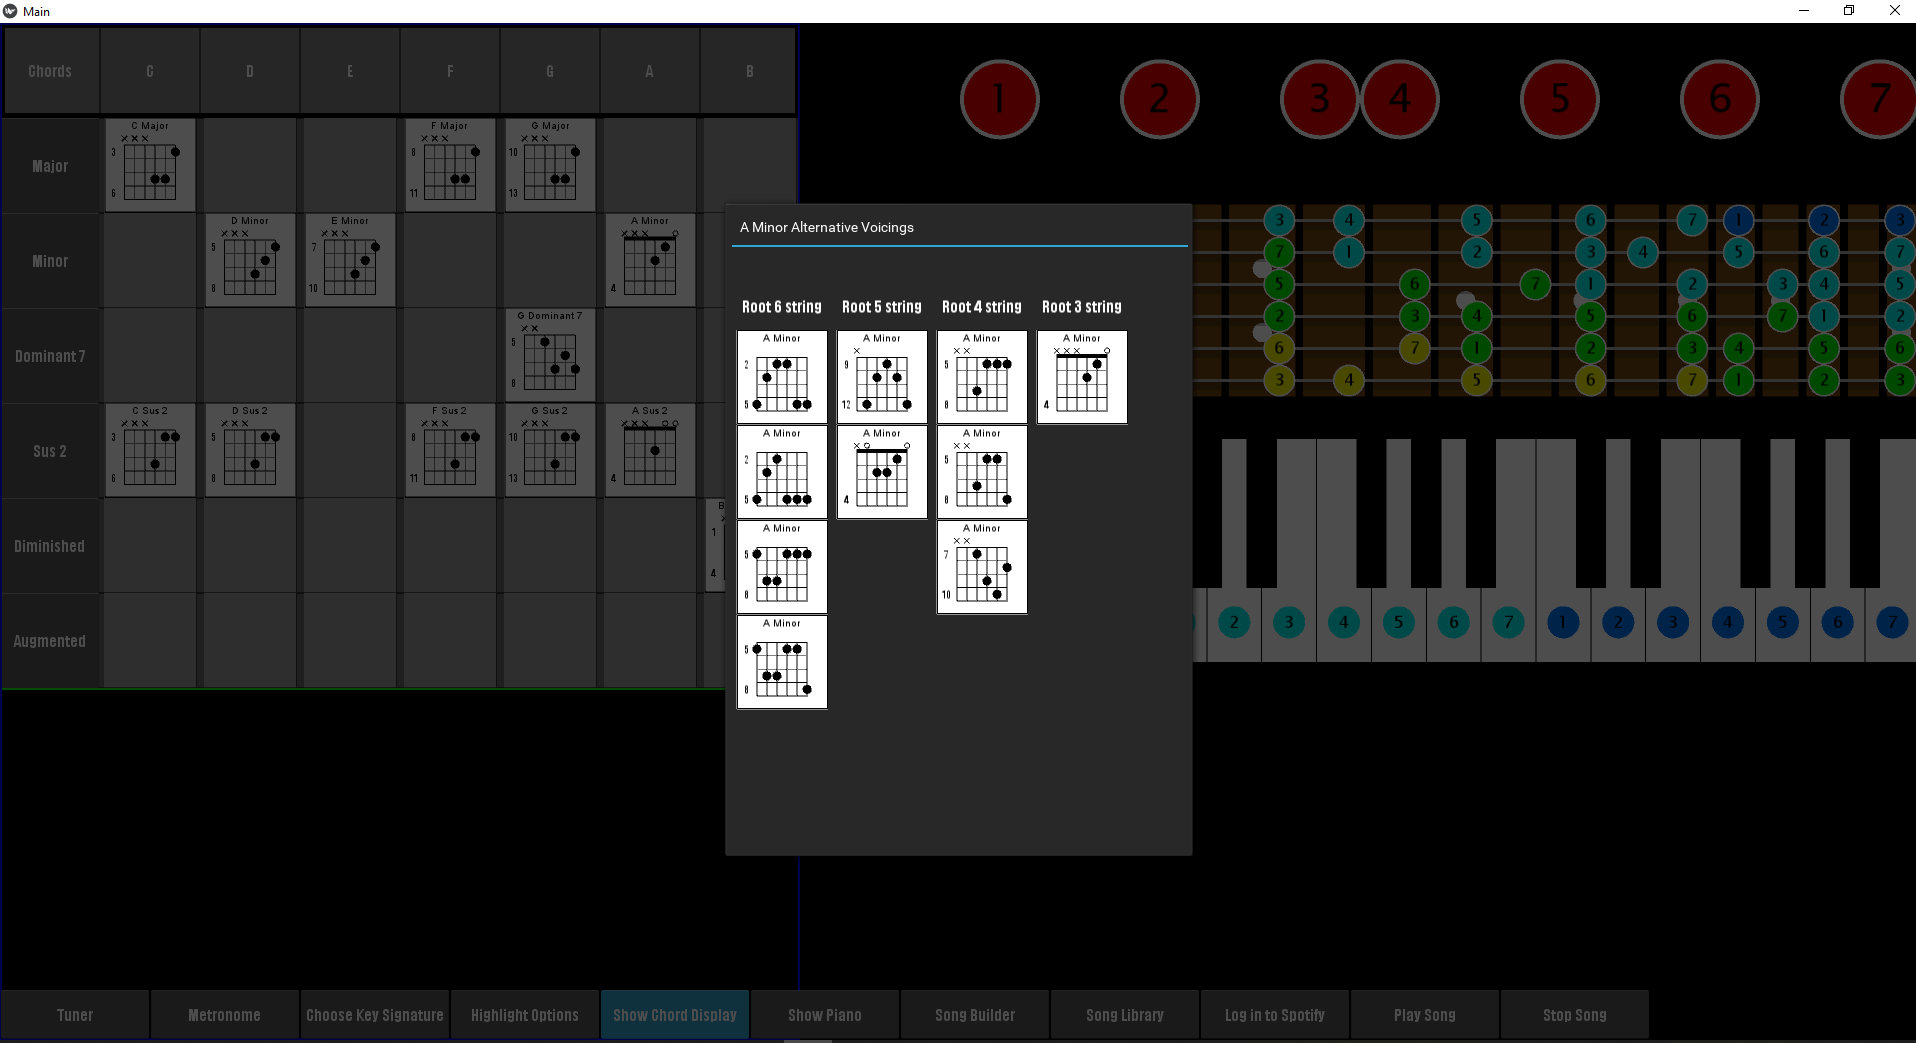 Main
Chords C D E F G A B
1 2 3 4 5 6 7
C Major F Major G Major
× × × × × × × × ×
3 8 10
Major
6 11 13
D Minor E Minor A Minor
× × × × × × × × × ○
5 7
Minor
8 10 4
G Dominant 7
× ×
5
Dominant 7
8
C Sus 2 D Sus 2 F Sus 2 G Sus 2 A Sus 2
× × × × × × × × × × × × × × × ○ ○
3 5 8 10
Sus 2
6 8 11 13 4
B
×
1
Diminished
4
Augmented
A Minor Alternative Voicings
Root 6 string Root 5 string Root 4 string Root 3 string
A Minor A Minor A Minor A Minor
× × × × × × ○
2 9 5
5 12 8 4
A Minor A Minor A Minor
× ○ ○ × ×
2 5
5 4 8
A Minor A Minor
× ×
5 7
8 10
A Minor
5
8
3 4 5 6 7 1 2 3
7 1 2 3 4 5 6 7
5 6 7 1 2 3 4 5
2 3 4 5 6 7 1 2
6 7 1 2 3 4 5 6
3 4 5 6 7 1 2 3
2 3 4 5 6 7 1 2 3 4 5 6 7
Tuner Metronome Choose Key Signature Highlight Options Show Chord Display Show Piano Song Builder Song Library Log in to Spotify Play Song Stop Song